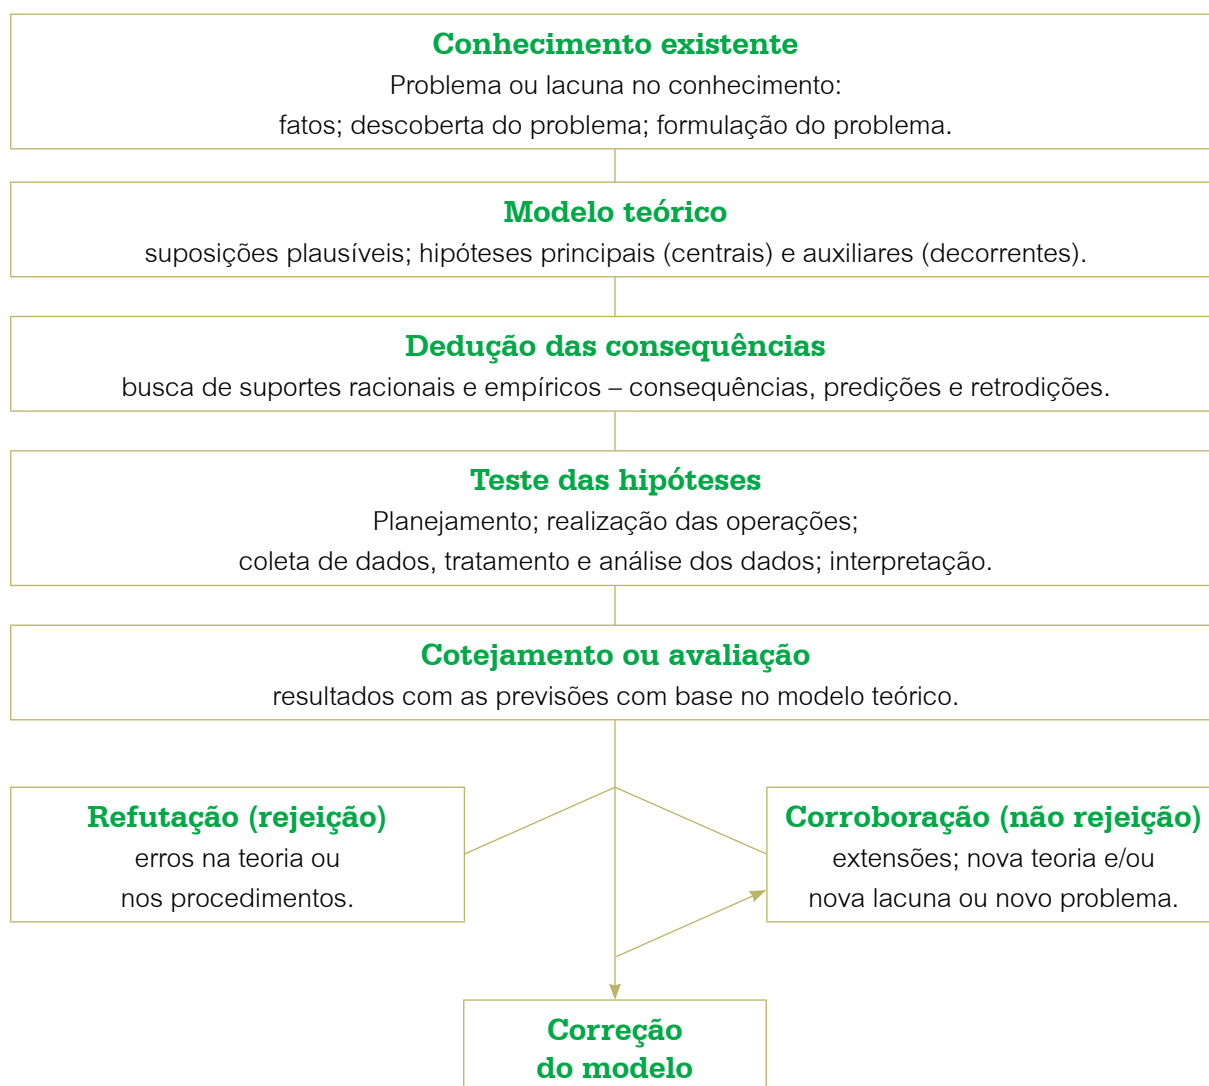 Conhecimento existente
Problema ou lacuna no conhecimento:
fatos; descoberta do problema; formulação do problema.
Modelo teórico
suposições plausíveis; hipóteses principais (centrais) e auxiliares (decorrentes).
Dedução das consequências
busca de suportes racionais e empíricos – consequências, predições e retrodições.
Teste das hipóteses
Planejamento; realização das operações;
coleta de dados, tratamento e análise dos dados; interpretação.
Cotejamento ou avaliação
resultados com as previsões com base no modelo teórico.
Refutação (rejeição)
erros na teoria ou
nos procedimentos.
Corroboração (não rejeição)
extensões; nova teoria e/ou
nova lacuna ou novo problema.
Correção
do modelo